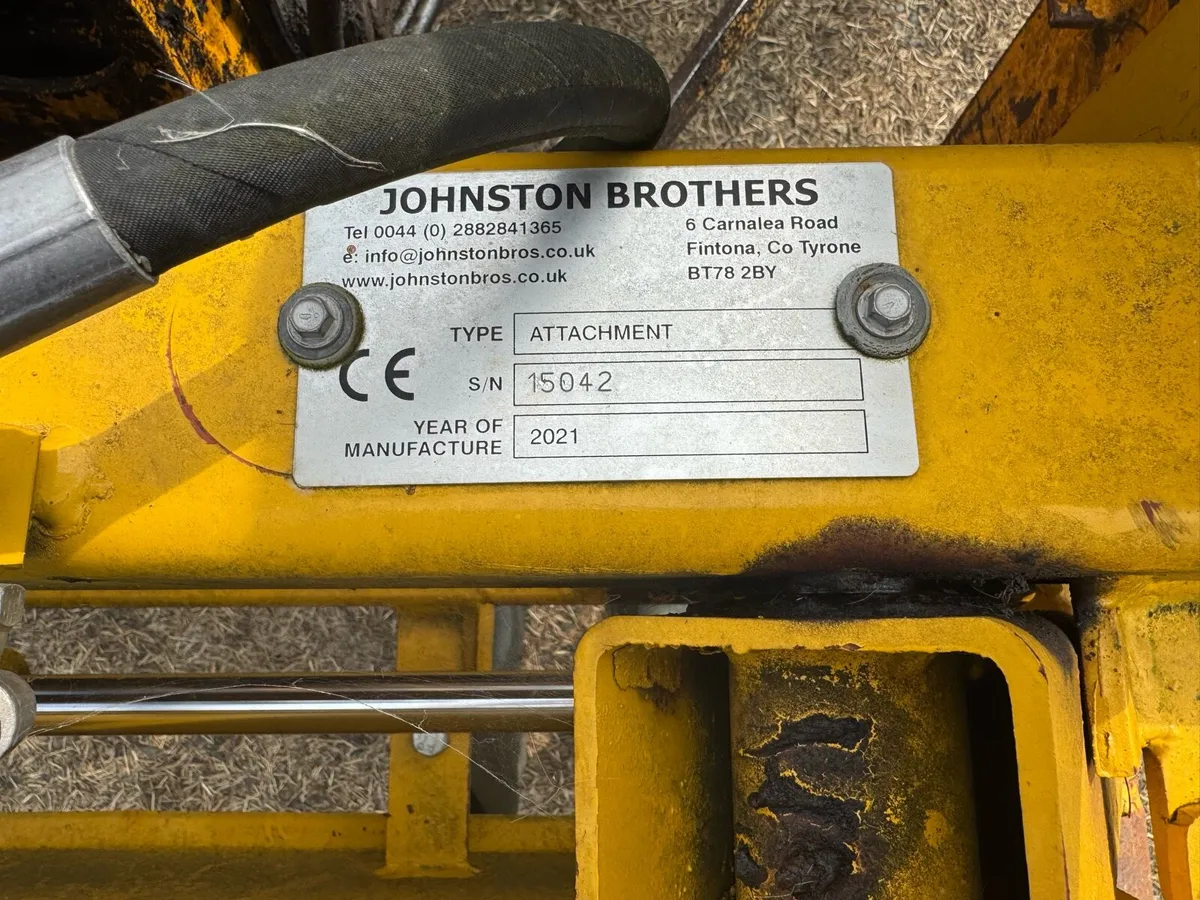 JOHNSTON BROTHERS
Tel 0044 (0) 2882841365
e: info@johnstonbros.co.uk
www.johnstonbros.co.uk
6 Carnalea Road
Fintona, Co Tyrone
BT78 2BY
TYPE ATTACHMENT
CE
S/N 15042
YEAR OF
MANUFACTURE
2021